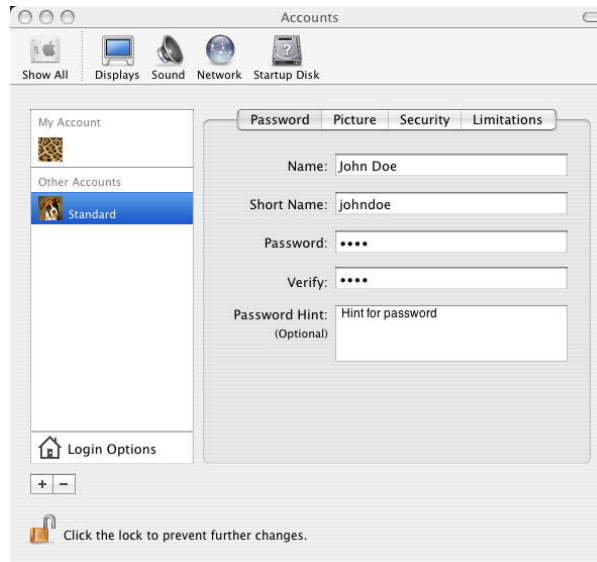 Accounts
Show All Displays Sound Network Startup Disk
My Account
Other Accounts
Standard
Login Options
Password Picture Security Limitations
Name: John Doe
Short Name: johndoe
Password: ••••
Verify: ••••
Password Hint: Hint for password
(Optional)
+ −
Click the lock to prevent further changes.